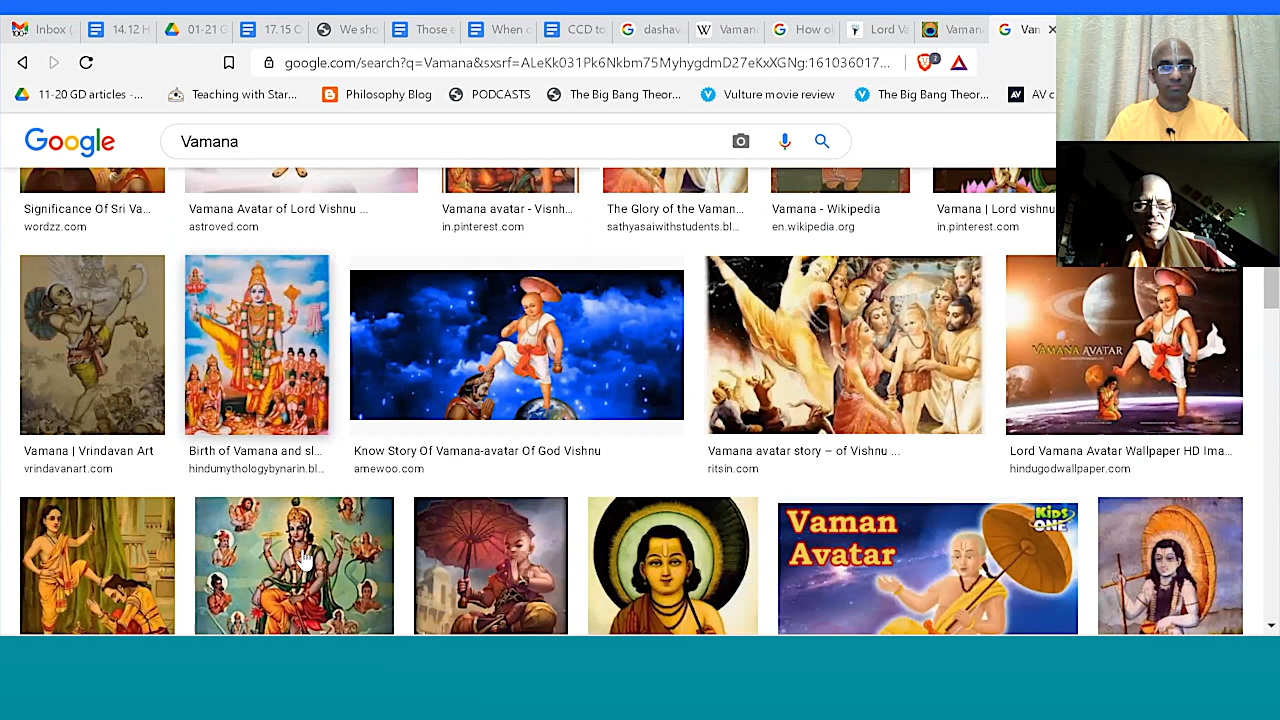 Inbox (
14.12 H
01-21 G
17.15 C
We sho
Those e
When c
CCD to
dashav
Vaman
How ol
Lord Va
Vaman
Van
google.com/search?q=Vamana&sxsrf=ALeKk031Pk6Nkbm75MyhygdmD27eKxXGNg:161036017...
2
11-20 GD articles -...
Teaching with Star...
Philosophy Blog
PODCASTS
The Big Bang Theor...
Vulture movie review
The Big Bang Theor...
AV
AV c
Google
Vamana
Significance Of Sri Va...
wordzz.com
Vamana Avatar of Lord Vishnu ...
astroved.com
Vamana avatar - Visnh...
in.pinterest.com
The Glory of the Vaman...
sathyasaiwithstudents.bl...
Vamana - Wikipedia
en.wikipedia.org
Vamana | Lord vishnu
in.pinterest.com
VAMANA AVATAR
Vamana | Vrindavan Art
vrindavanart.com
Birth of Vamana and sl...
hindumythologybynarin.bl...
Know Story Of Vamana-avatar Of God Vishnu
amewoo.com
Vamana avatar story – of Vishnu ...
ritsin.com
Lord Vamana Avatar Wallpaper HD Ima...
hindugodwallpaper.com
Vaman
Avatar
KiDS
ONE